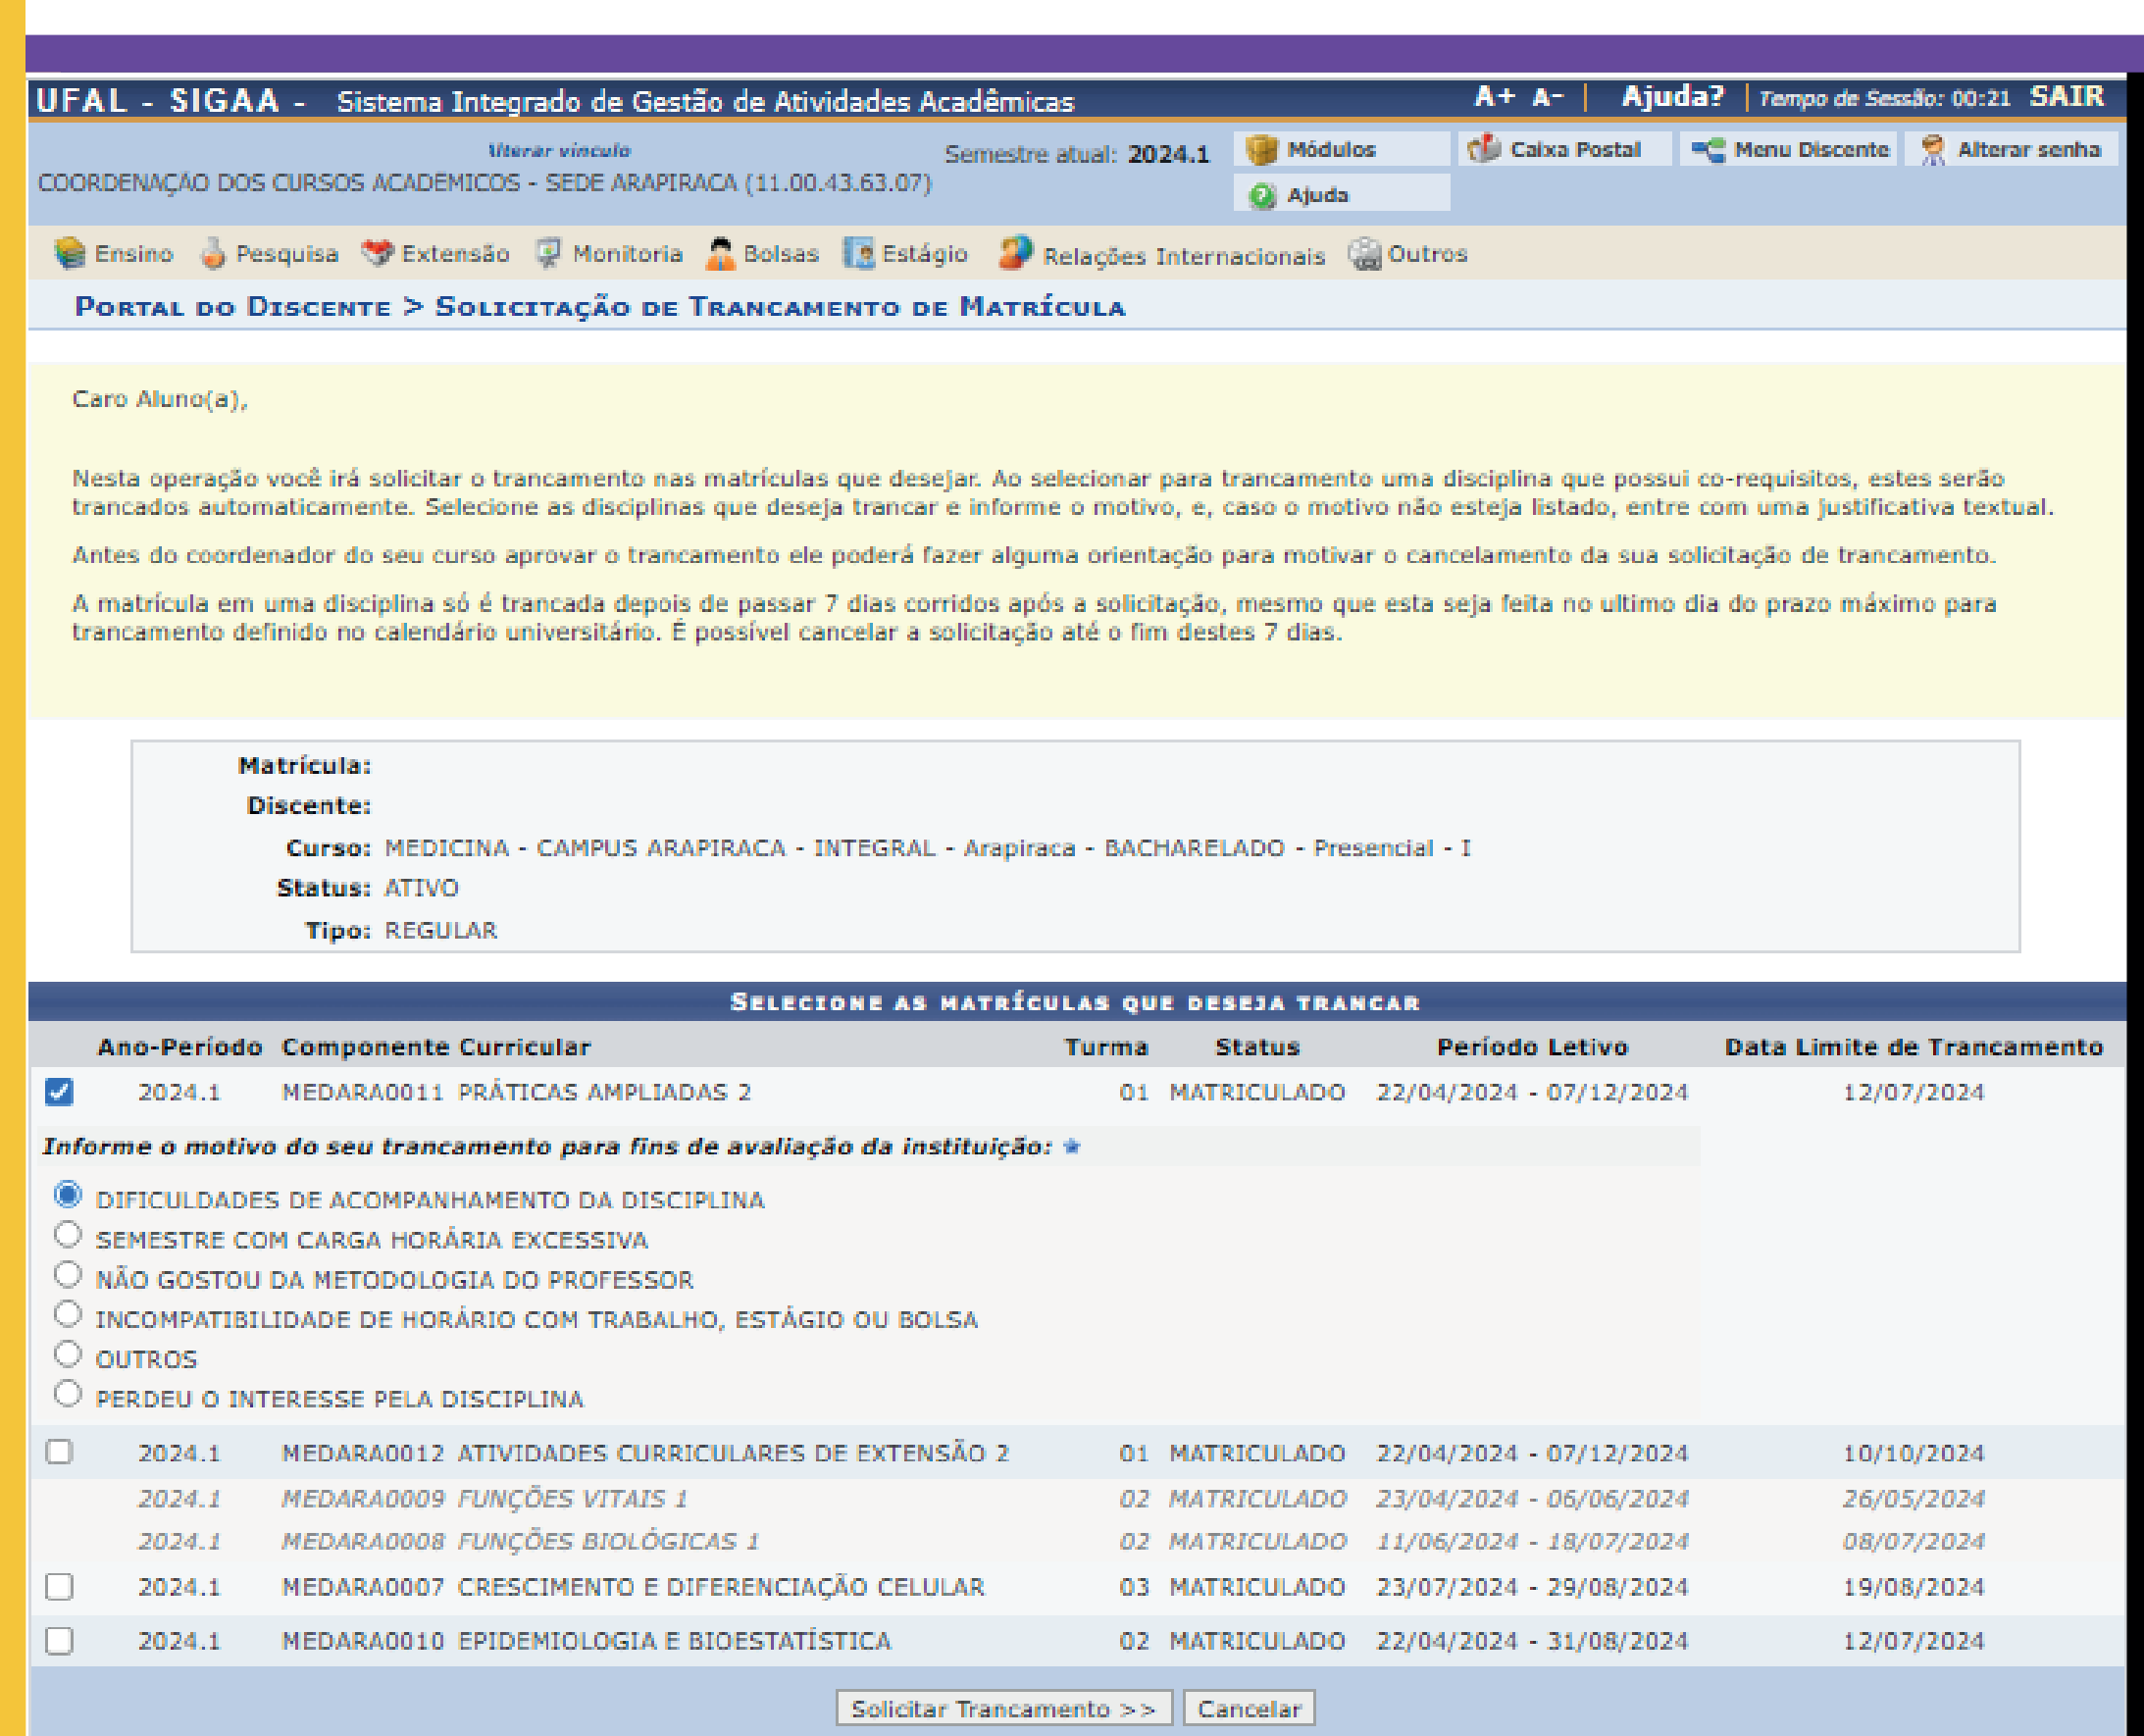 UFAL - SIGAA - Sistema Integrado de Gestão de Atividades Acadêmicas A+ A- | Ajuda? | Tempo de Sessão: 00:21 SAIR
Alterar vínculo Semestre atual: 2024.1 Módulos Caixa Postal Menu Discente Alterar senha
COORDENAÇÃO DOS CURSOS ACADÊMICOS - SEDE ARAPIRACA (11.00.43.63.07) Ajuda
Ensino Pesquisa Extensão Monitoria Bolsas Estágio Relações Internacionais Outros
PORTAL DO DISCENTE > SOLICITAÇÃO DE TRANCAMENTO DE MATRÍCULA
Caro Aluno(a),
Nesta operação você irá solicitar o trancamento nas matrículas que desejar. Ao selecionar para trancamento uma disciplina que possui co-requisitos, estes serão
trancados automaticamente. Selecione as disciplinas que deseja trancar e informe o motivo, e, caso o motivo não esteja listado, entre com uma justificativa textual.
Antes do coordenador do seu curso aprovar o trancamento ele poderá fazer alguma orientação para motivar o cancelamento da sua solicitação de trancamento.
A matrícula em uma disciplina só é trancada depois de passar 7 dias corridos após a solicitação, mesmo que esta seja feita no ultimo dia do prazo máximo para
trancamento definido no calendário universitário. É possível cancelar a solicitação até o fim destes 7 dias.
Matrícula:
Discente:
Curso: MEDICINA - CAMPUS ARAPIRACA - INTEGRAL - Arapiraca - BACHARELADO - Presencial - I
Status: ATIVO
Tipo: REGULAR
SELECIONE AS MATRÍCULAS QUE DESEJA TRANCAR
Ano-Período Componente Curricular Turma Status Período Letivo Data Limite de Trancamento
2024.1 MEDARA0011 PRÁTICAS AMPLIADAS 2 01 MATRICULADO 22/04/2024 - 07/12/2024 12/07/2024
Informe o motivo do seu trancamento para fins de avaliação da instituição:
DIFICULDADES DE ACOMPANHAMENTO DA DISCIPLINA
SEMESTRE COM CARGA HORÁRIA EXCESSIVA
NÃO GOSTOU DA METODOLOGIA DO PROFESSOR
INCOMPATIBILIDADE DE HORÁRIO COM TRABALHO, ESTÁGIO OU BOLSA
OUTROS
PERDEU O INTERESSE PELA DISCIPLINA
2024.1 MEDARA0012 ATIVIDADES CURRICULARES DE EXTENSÃO 2 01 MATRICULADO 22/04/2024 - 07/12/2024 10/10/2024
2024.1 MEDARA0009 FUNÇÕES VITAIS 1 02 MATRICULADO 23/04/2024 - 06/06/2024 26/05/2024
2024.1 MEDARA0008 FUNÇÕES BIOLÓGICAS 1 02 MATRICULADO 11/06/2024 - 18/07/2024 08/07/2024
2024.1 MEDARA0007 CRESCIMENTO E DIFERENCIAÇÃO CELULAR 03 MATRICULADO 23/07/2024 - 29/08/2024 19/08/2024
2024.1 MEDARA0010 EPIDEMIOLOGIA E BIOESTATÍSTICA 02 MATRICULADO 22/04/2024 - 31/08/2024 12/07/2024
Solicitar Trancamento >> Cancelar